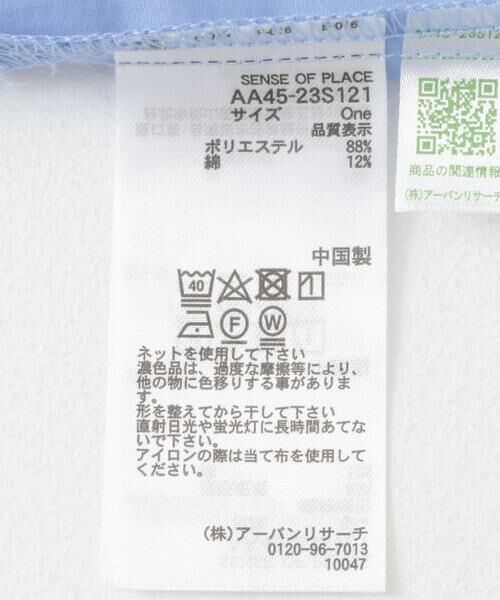 SENSE OF PLACE
AA45-23S121
サイズ One
品質表示
ポリエステル 88%
綿 12%
中国製
40
F
W
ネットを使用して下さい
濃色品は、過度な摩擦等により、
他の物に色移りする事がありま
す。
形を整えてから干して下さい
直射日光や蛍光灯に長時間あてな
いで下さい。
アイロンの際は当て布を使用して
ください。
(株)アーバンリサーチ
0120-96-7013
10047
商品の関連情報
(株)アーバンリサーチ